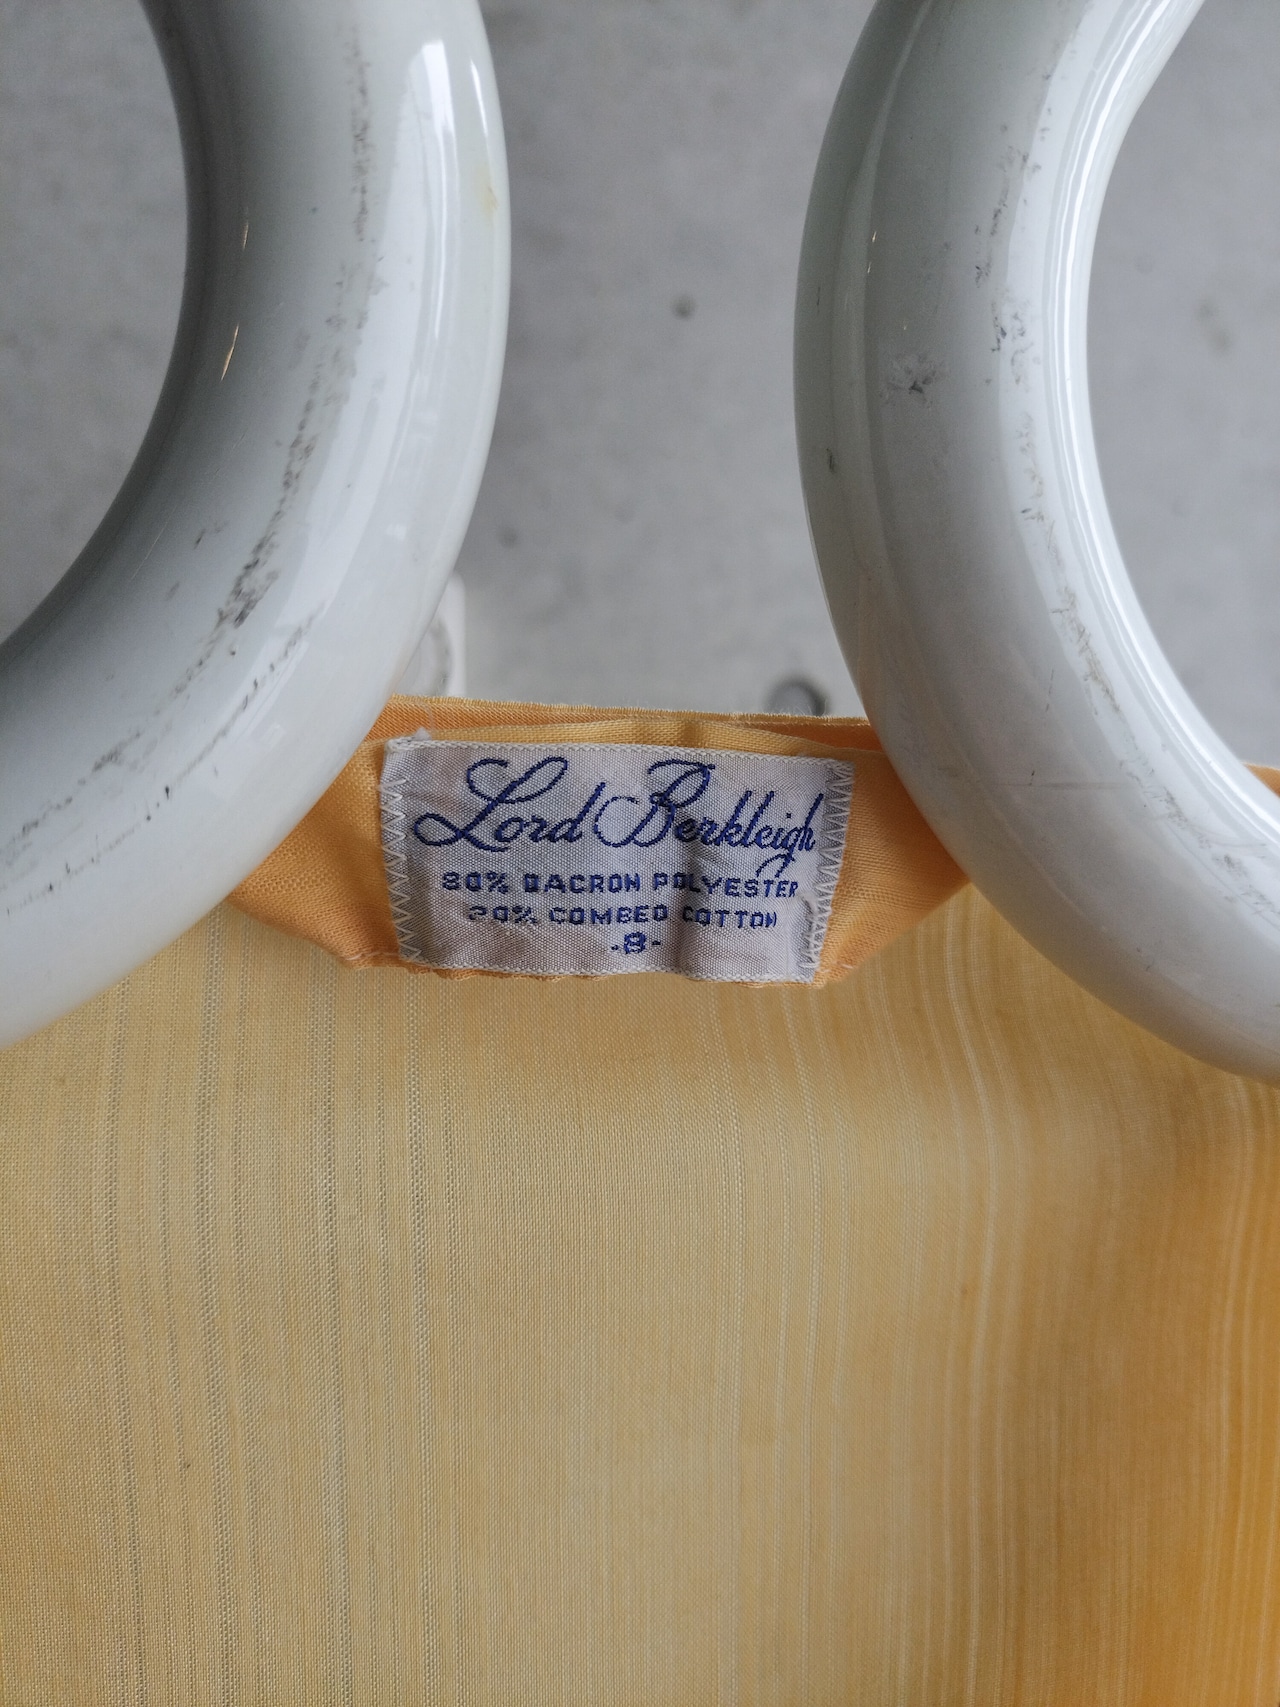 Lord Berkleigh
80% DACRON POLYESTER
20% COMBED COTTON
-8-